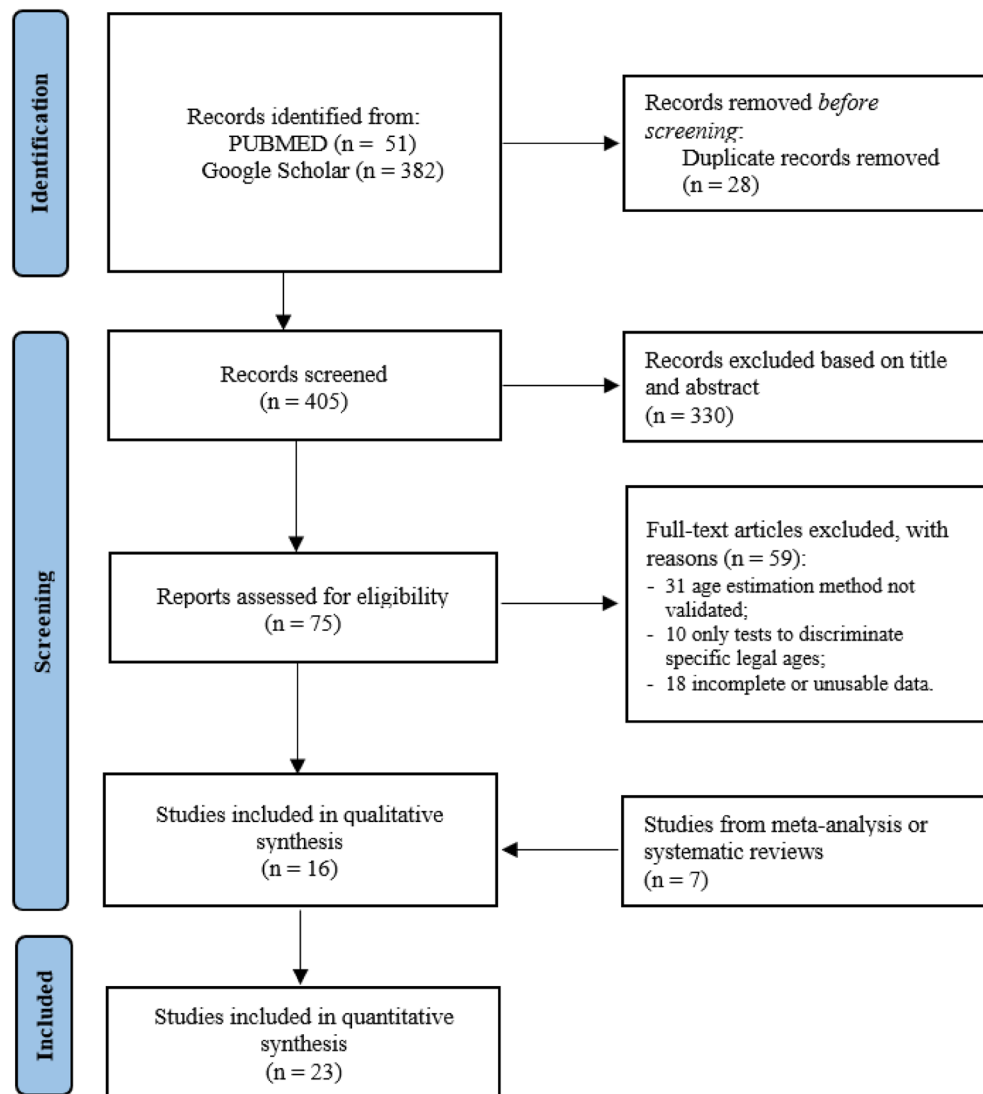 Identification
Records identified from:
PUBMED (n = 51)
Google Scholar (n = 382)
Records removed before
screening:
Duplicate records removed
(n = 28)
Screening
Records screened
(n = 405)
Records excluded based on title
and abstract
(n = 330)
Reports assessed for eligibility
(n = 75)
Full-text articles excluded, with
reasons (n = 59):
- 31 age estimation method not
validated;
- 10 only tests to discriminate
specific legal ages;
- 18 incomplete or unusable data.
Studies included in qualitative
synthesis
(n = 16)
Studies from meta-analysis or
systematic reviews
(n = 7)
Included
Studies included in quantitative
synthesis
(n = 23)